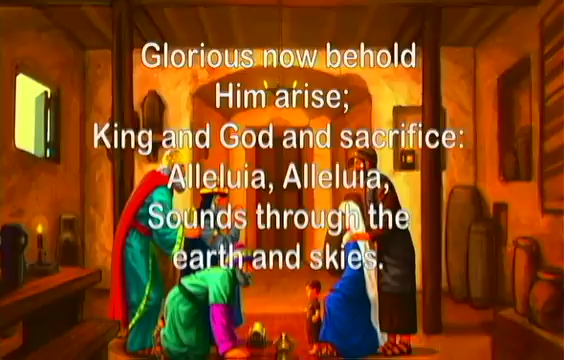 Glorious now behold
Him arise;
King and God and sacrifice:
Alleluia, Alleluia,
Sounds through the
earth and skies.